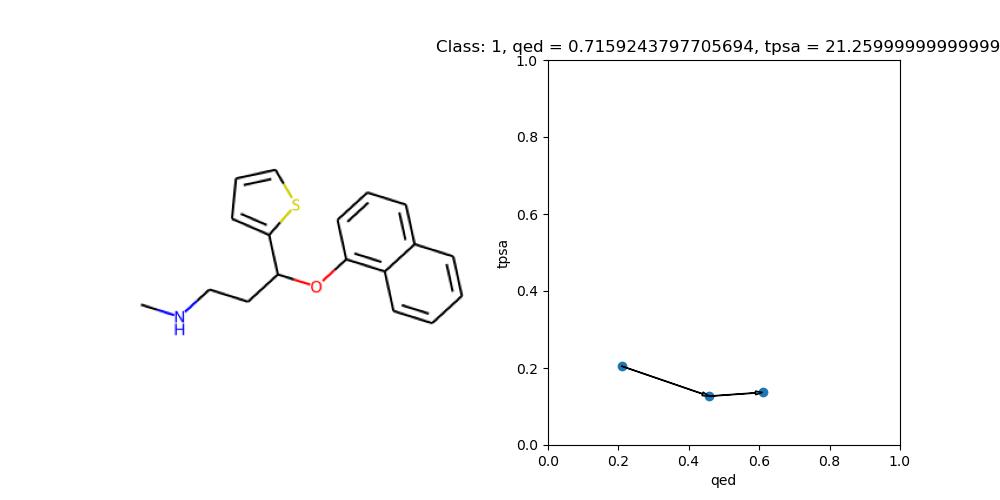 Class: 1, qed = 0.7159243797705694, tpsa = 21.25999999999999
S
O
N
H
1.0
0.8
0.6
0.4
0.2
0.0
tpsa
0.0 0.2 0.4 0.6 0.8 1.0
qed